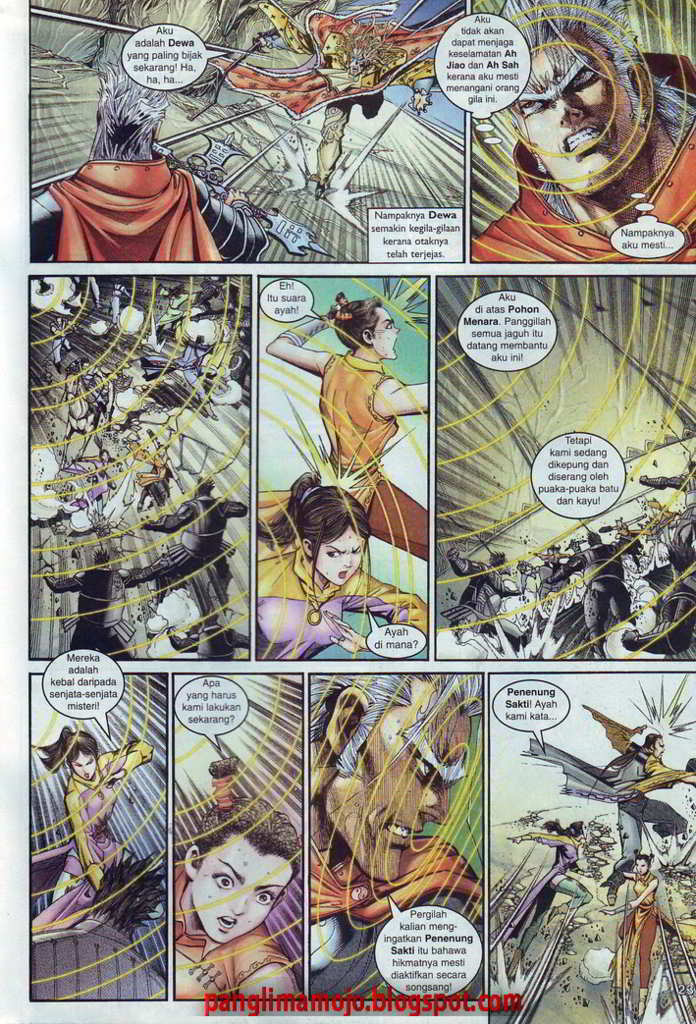 Aku
adalah Dewa
yang paling bijak
sekarang! Ha,
ha, ha...
Aku
tidak akan
dapat menjaga
keselamatan Ah
Jiao dan Ah Sah
kerana aku mesti
menangani orang
gila ini.
Nampaknya Dewa
semakin kegila-gilaan
kerana otaknya
telah terjejas.
Nampaknya
aku mesti...
Eh!
Itu suara
ayah!
Ayah
di mana?
Aku
di atas Pohon
Menara. Panggillah
semua jaguh itu
datang membantu
aku ini!
Tetapi
kami sedang
dikepung dan
diserang oleh
puaka-puaka batu
dan kayu!
Mereka
adalah
kebal daripada
senjata-senjata
misteri!
Apa
yang harus
kami lakukan
sekarang?
Pergilah
kalian meng-
ingatkan Penenung
Sakti itu bahawa
hikmatnya mesti
diaktifkan secara
songsang!
Penenung
Sakti! Ayah
kami kata...
23
panglimamojo.blogspot.com